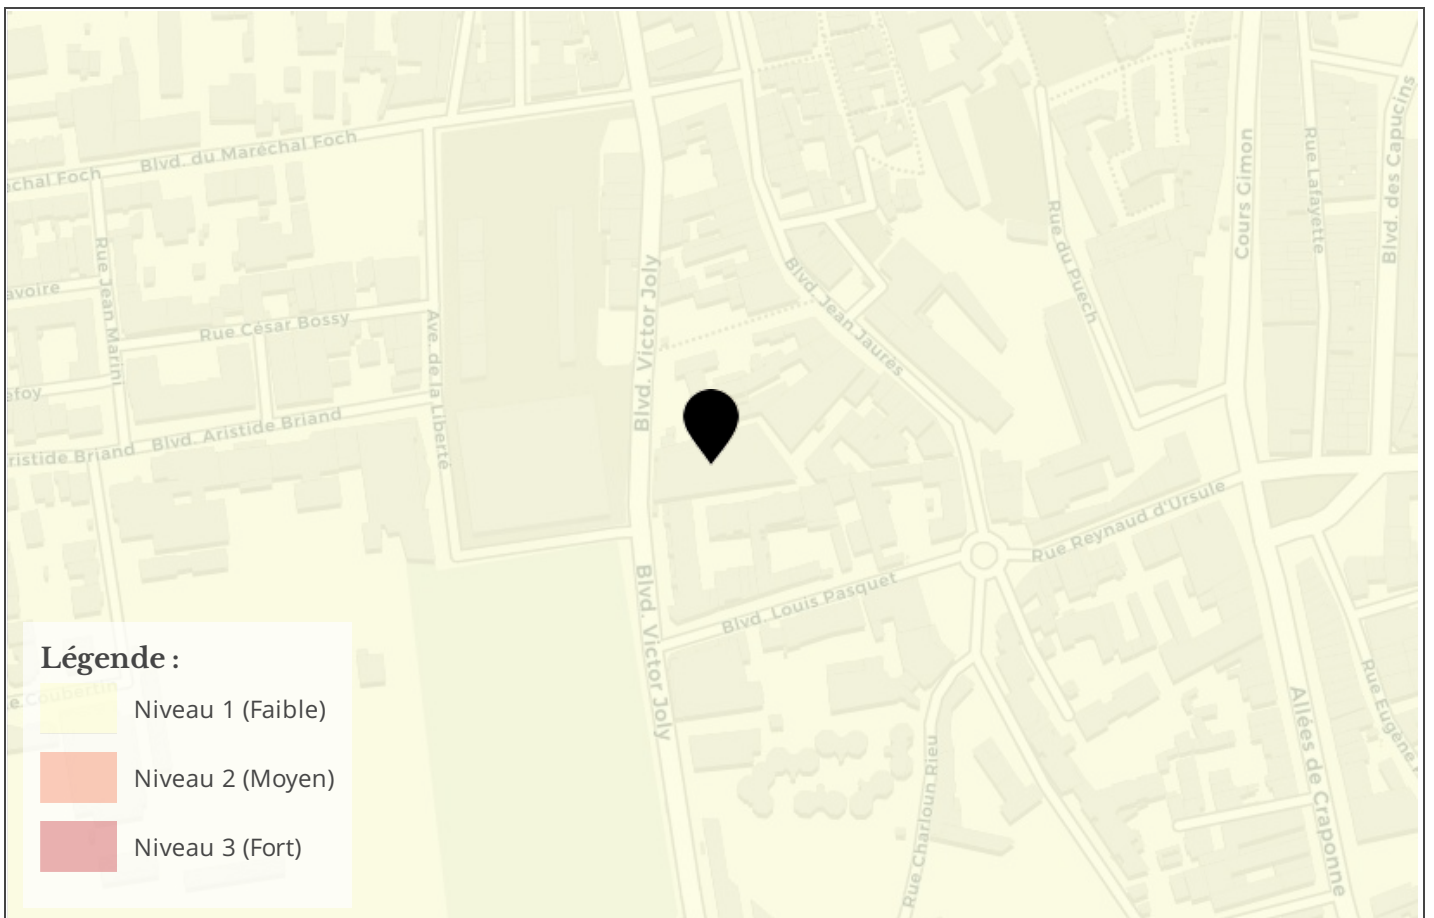 Blvd. du Maréchal Foch
échal Foch
Rue Jean Marini
avoire
Rue César Bossy
Ave. de la Liberté
efoy
Blvd. Aristide Briand
ristide Briand
Blvd. Victor Joly
Blvd. Jean Jaurès
Rue du Puech
Cours Gimon
Rue Lafayette
Blvd. des Capucins
Rue Reynaud d'Ursule
Blvd. Louis Pasquet
Blvd. Victor Joly
Rue Charloun Rieu
Allées de Craponne
Rue Eugène
e Coubertin
Légende :
Niveau 1 (Faible)
Niveau 2 (Moyen)
Niveau 3 (Fort)